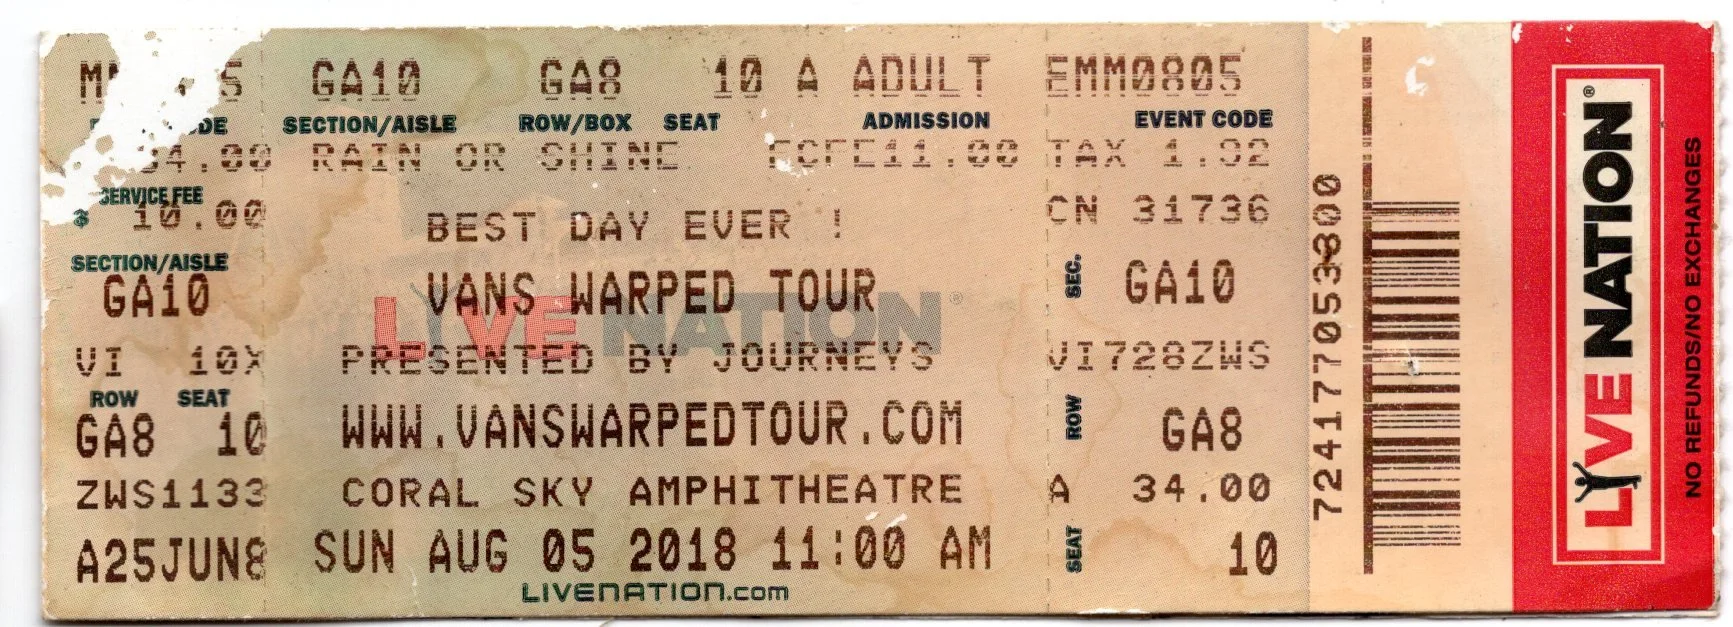 GA10 GA8 10 A ADULT EMM0805
SECTION/AISLE ROW/BOX SEAT ADMISSION EVENT CODE
RAIN OR SHINE ECFE11.00 TAX 1.92
SERVICE FEE
$ 10.00
BEST DAY EVER !
CN 31736
SECTION/AISLE
GA10
VANS WARPED TOUR
SEC. GA10
LIVE NATION®
VI 10X
PRESENTED BY JOURNEYS
VI728ZWS
ROW SEAT
GA8 10
WWW.VANSWARPEDTOUR.COM
ROW GA8
ZWS1133
CORAL SKY AMPHITHEATRE
A 34.00
A25JUN8
SUN AUG 05 2018 11:00 AM
SEAT 10
LIVENATION.com
724177053800
LIVE NATION®
NO REFUNDS/NO EXCHANGES